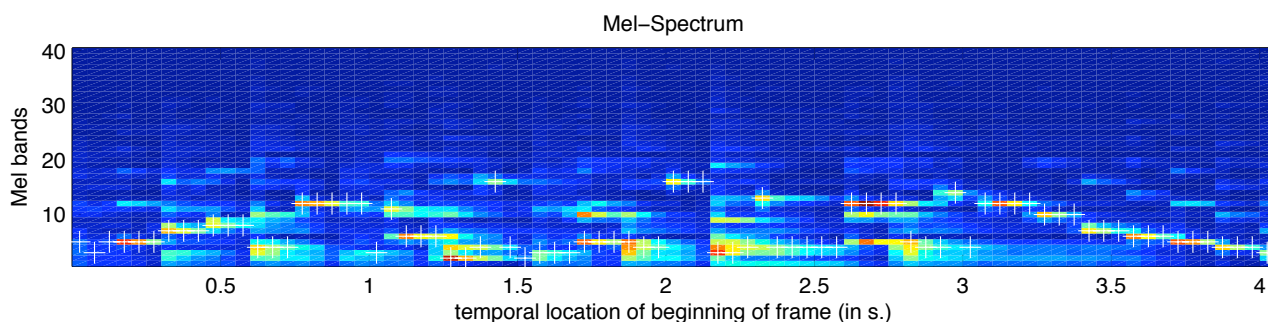 Mel−Spectrum
40
30
20
10
Mel bands
0.5 1 1.5 2 2.5 3 3.5 4
temporal location of beginning of frame (in s.)